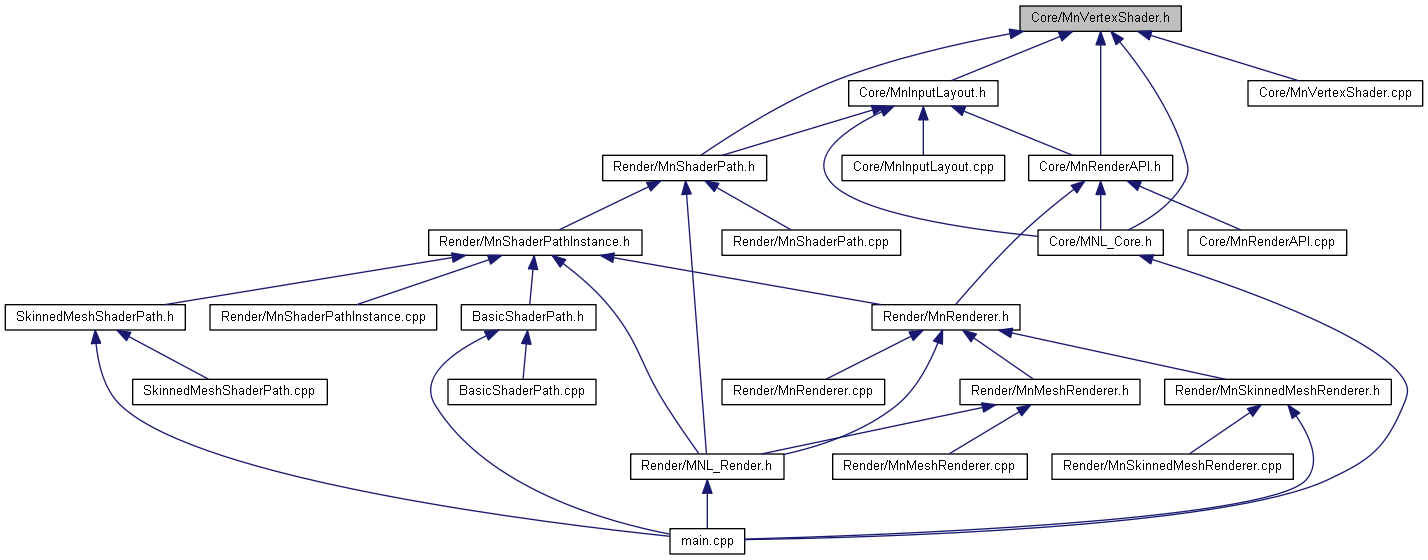 Core/MnVertexShader.h
Core/MnInputLayout.h
Core/MnVertexShader.cpp
Render/MnShaderPath.h
Core/MnInputLayout.cpp
Core/MnRenderAPI.h
Render/MnShaderPathInstance.h
Render/MnShaderPath.cpp
Core/MNL_Core.h
Core/MnRenderAPI.cpp
SkinnedMeshShaderPath.h
Render/MnShaderPathInstance.cpp
BasicShaderPath.h
Render/MnRenderer.h
SkinnedMeshShaderPath.cpp
BasicShaderPath.cpp
Render/MnRenderer.cpp
Render/MnMeshRenderer.h
Render/MnSkinnedMeshRenderer.h
Render/MNL_Render.h
Render/MnMeshRenderer.cpp
Render/MnSkinnedMeshRenderer.cpp
main.cpp